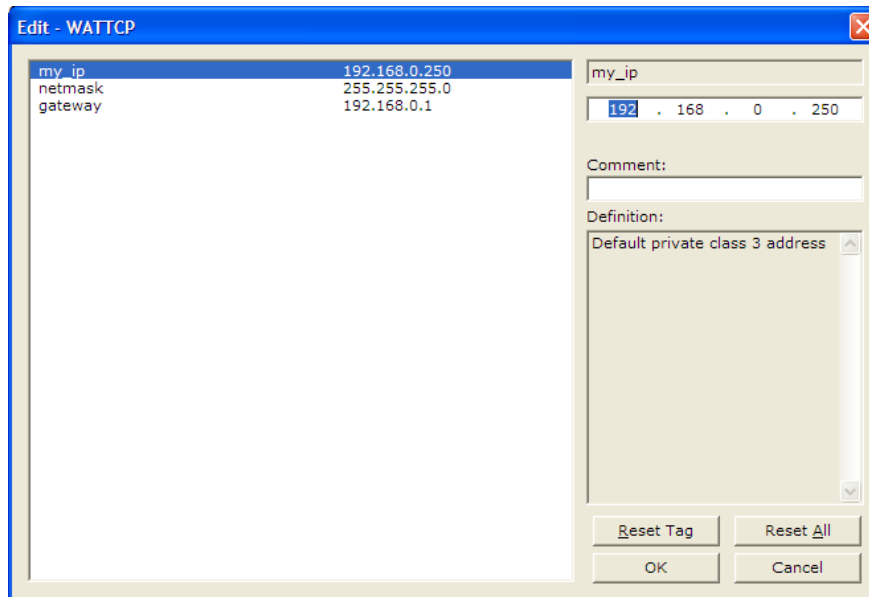 Edit - WATTCP
my_ip 192.168.0.250
netmask 255.255.255.0
gateway 192.168.0.1
my_ip
192 . 168 . 0 . 250
Comment:
Definition:
Default private class 3 address
Reset Tag Reset All
OK Cancel